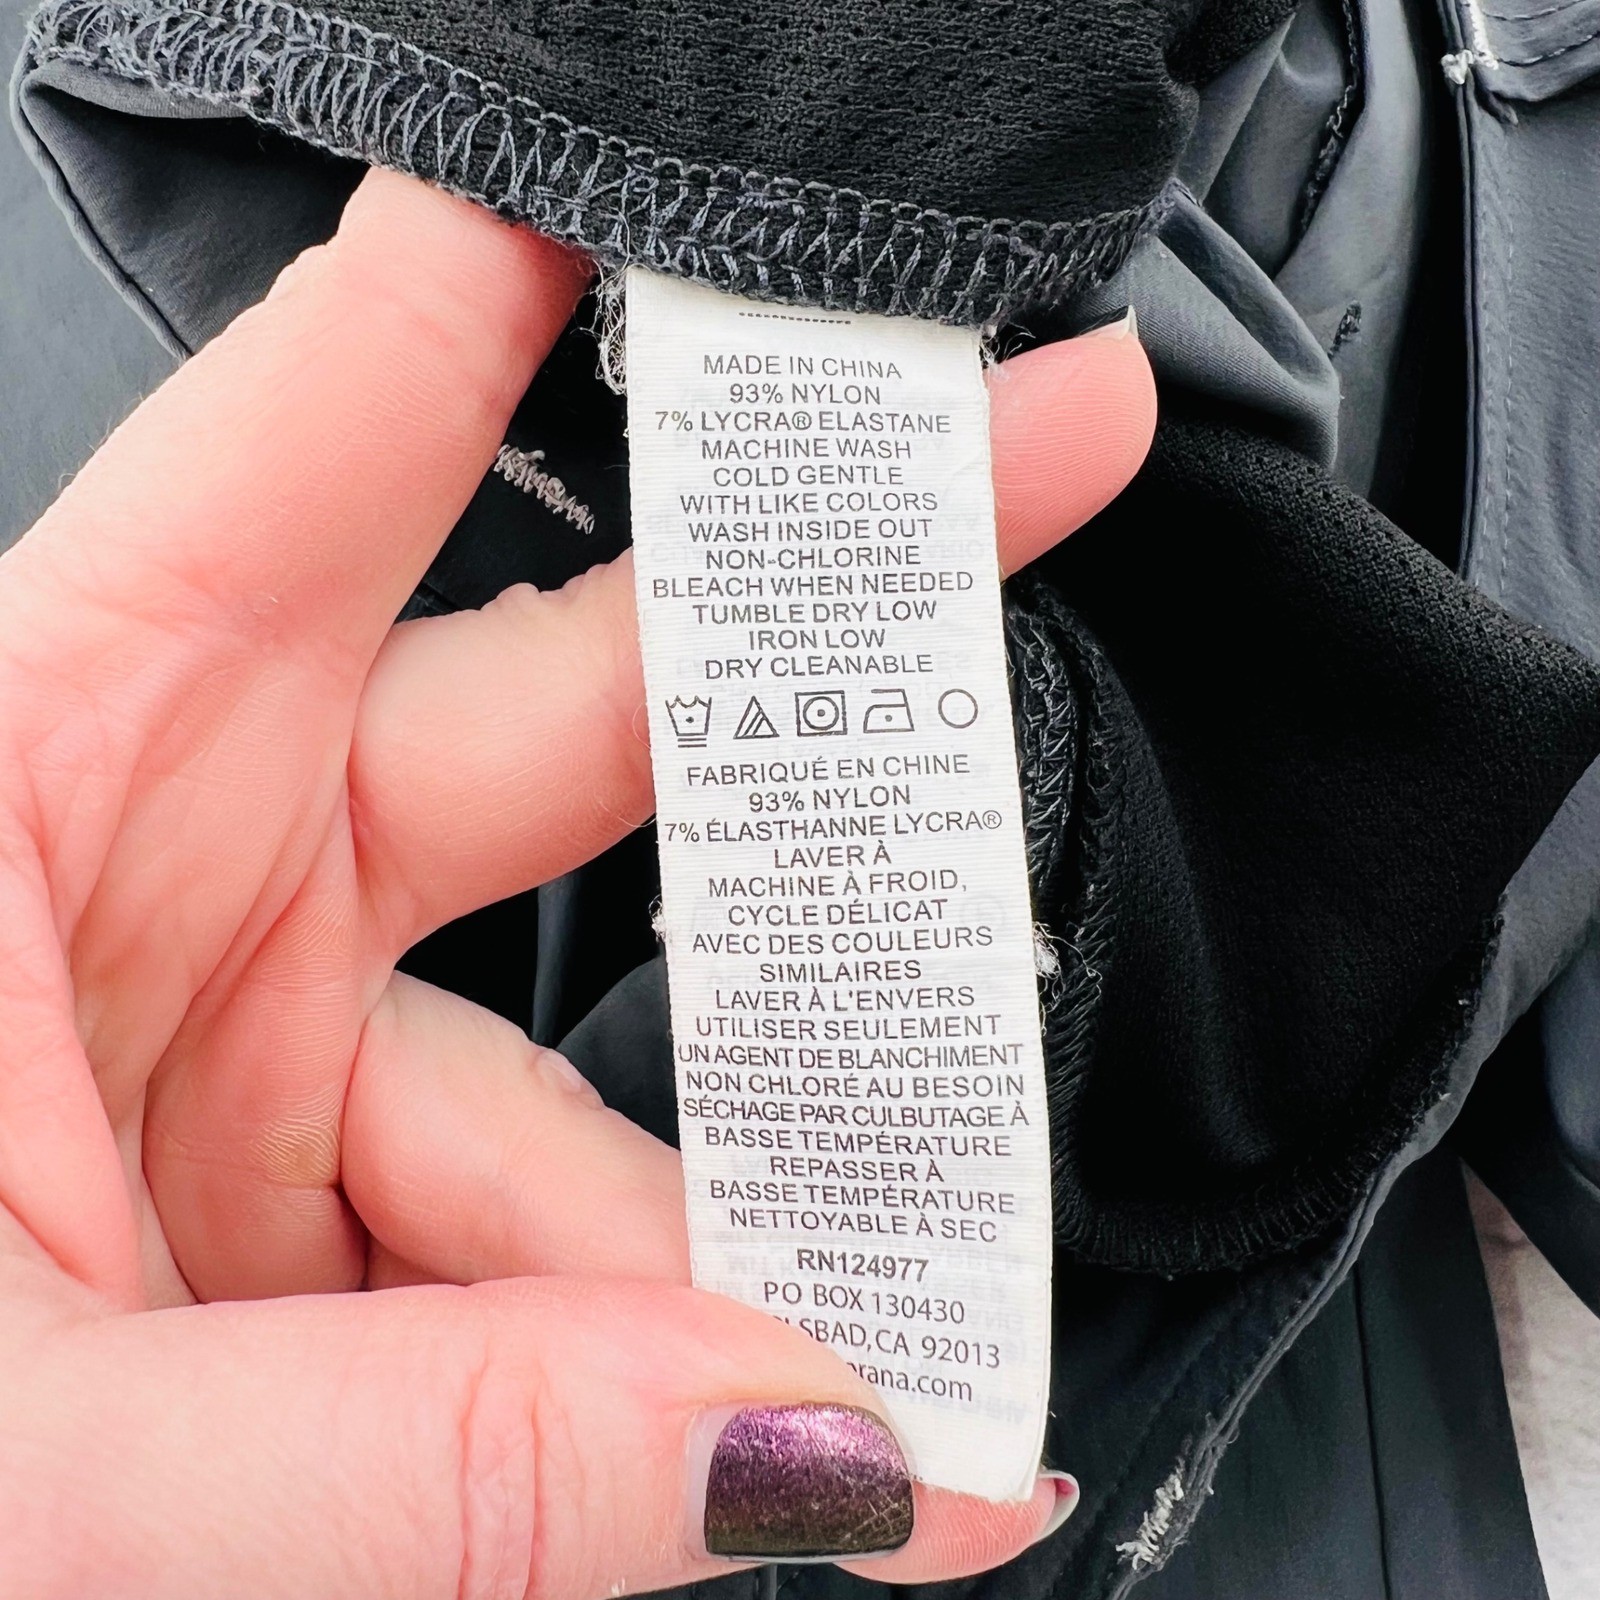 MADE IN CHINA
93% NYLON
7% LYCRA® ELASTANE
MACHINE WASH
COLD GENTLE
WITH LIKE COLORS
WASH INSIDE OUT
NON-CHLORINE
BLEACH WHEN NEEDED
TUMBLE DRY LOW
IRON LOW
DRY CLEANABLE
FABRIQUÉ EN CHINE
93% NYLON
7% ÉLASTHANNE LYCRA®
LAVER À
MACHINE À FROID,
CYCLE DÉLICAT
AVEC DES COULEURS
SIMILAIRES
LAVER À L'ENVERS
UTILISER SEULEMENT
UN AGENT DE BLANCHIMENT
NON CHLORÉ AU BESOIN
SÉCHAGE PAR CULBUTAGE À
BASSE TEMPÉRATURE
REPASSER À
BASSE TEMPÉRATURE
NETTOYABLE À SEC
RN124977
PO BOX 130430
LSBAD, CA 92013
rana.com